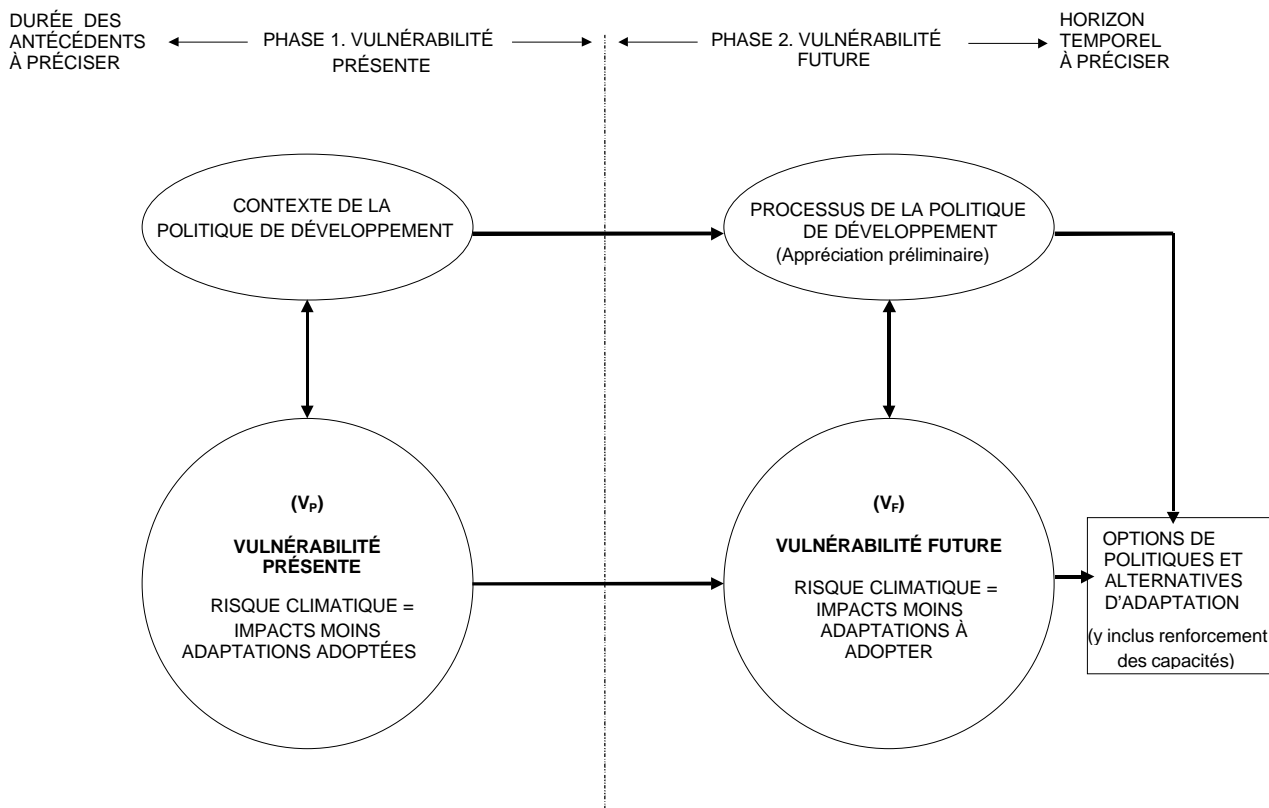 DURÉE DES
ANTÉCÉDENTS
À PRÉCISER
PHASE 1. VULNÉRABILITÉ
PRÉSENTE
PHASE 2. VULNÉRABILITÉ
FUTURE
HORIZON
TEMPOREL
À PRÉCISER
CONTEXTE DE LA
POLITIQUE DE DÉVELOPPEMENT
PROCESSUS DE LA POLITIQUE
DE DÉVELOPPEMENT
(Appréciation préliminaire)
(VP)
VULNÉRABILITÉ
PRÉSENTE
RISQUE CLIMATIQUE =
IMPACTS MOINS
ADAPTATIONS ADOPTÉES
(VF)
VULNÉRABILITÉ FUTURE
RISQUE CLIMATIQUE =
IMPACTS MOINS
ADAPTATIONS À
ADOPTER
OPTIONS DE
POLITIQUES ET
ALTERNATIVES
D'ADAPTATION
(y inclus renforcement
des capacités)